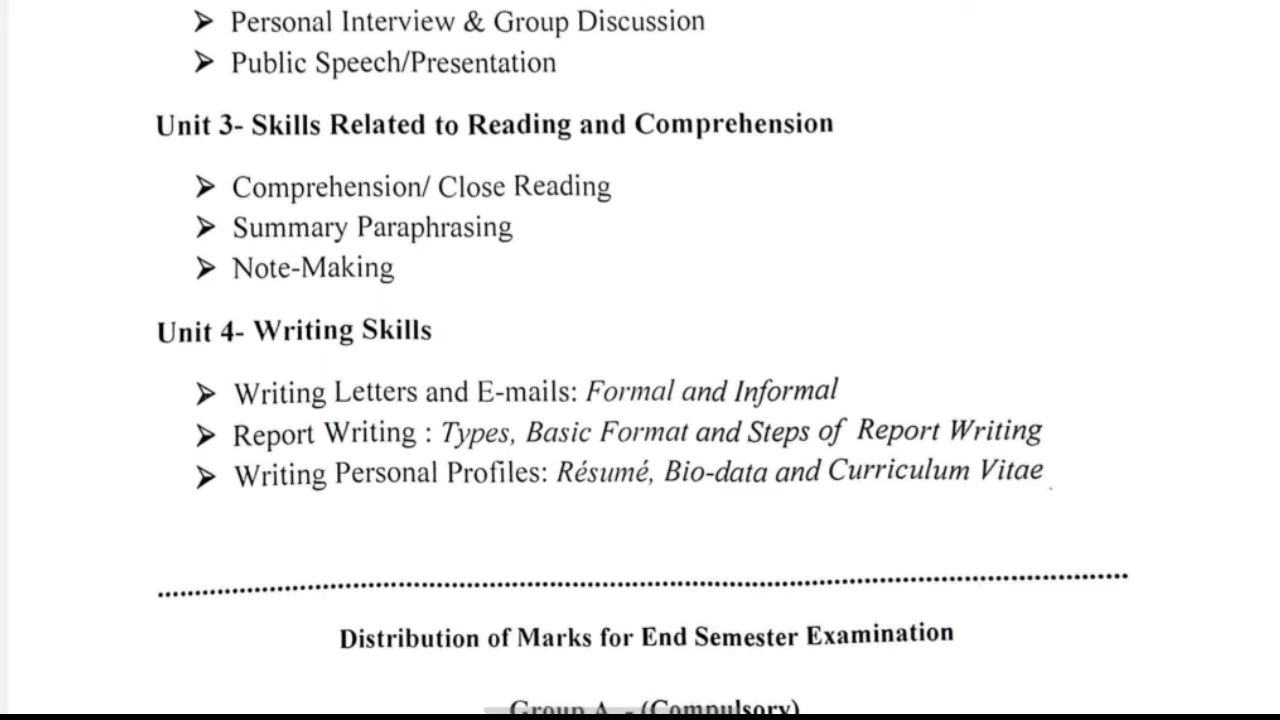 ➢ Personal Interview & Group Discussion
➢ Public Speech/Presentation
Unit 3- Skills Related to Reading and Comprehension
➢ Comprehension/ Close Reading
➢ Summary Paraphrasing
➢ Note-Making
Unit 4- Writing Skills
➢ Writing Letters and E-mails: Formal and Informal
➢ Report Writing : Types, Basic Format and Steps of Report Writing
➢ Writing Personal Profiles: Résumé, Bio-data and Curriculum Vitae
Distribution of Marks for End Semester Examination
Group A - (Compulsory)